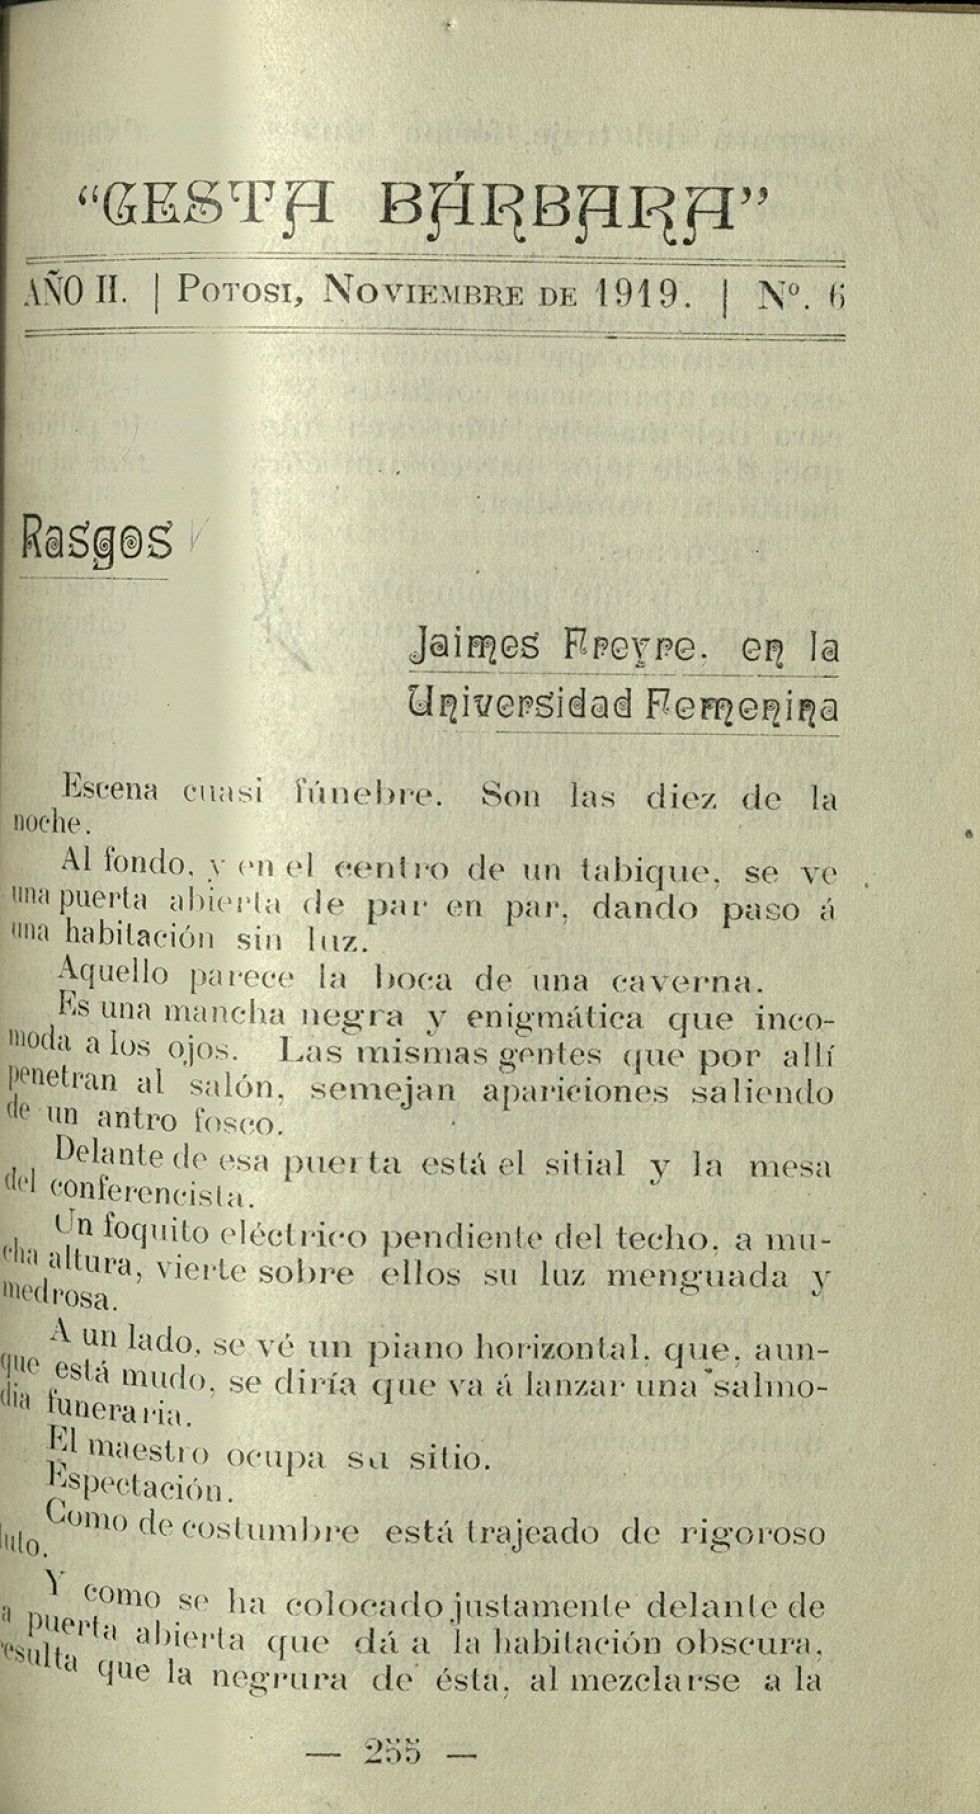 “GESTA BÁRBARA”
AÑO II. | POTOSI, NOVIEMBRE DE 1919. | Nº. 6
Rasgos
Jaimes Freyre. en la
Universidad Femenina
Escena cuasi fúnebre. Son las diez de la
noche.
Al fondo, y en el centro de un tabique, se ve
una puerta abierta de par en par, dando paso á
una habitación sin luz.
Aquello parece la boca de una caverna.
Es una mancha negra y enigmática que inco-
moda a los ojos. Las mismas gentes que por allí
penetran al salón, semejan apariciones saliendo
de un antro fosco.
Delante de esa puerta está el sitial y la mesa
del conferencista.
Un foquito eléctrico pendiente del techo, a mu-
cha altura, vierte sobre ellos su luz menguada y
medrosa.
A un lado, se vé un piano horizontal, que, aun-
que está mudo, se diría que va á lanzar una salmo-
dia funeraria.
El maestro ocupa su sitio.
Espectación.
Como de costumbre está trajeado de rigoroso
luto.
Y como se ha colocado justamente delante de
a puerta abierta que dá a la habitación obscura,
resulta que la negrura de ésta, al mezclarse a la
— 255 —